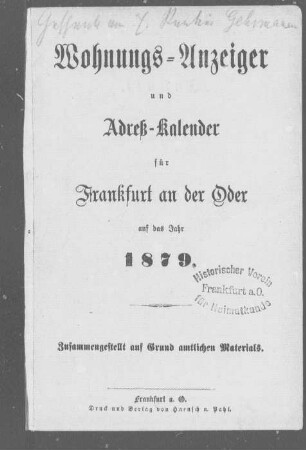 Wohnungs-Anzeiger
und
Adreß-Kalender
für
Frankfurt an der Oder
auf das Jahr
1879.
Historischer Verein
Frankfurt a.O.
für Heimatkunde
Zusammengestellt auf Grund amtlichen Materials.
Frankfurt a. O.
Druck und Verlag von Harnsch u. Pohl.